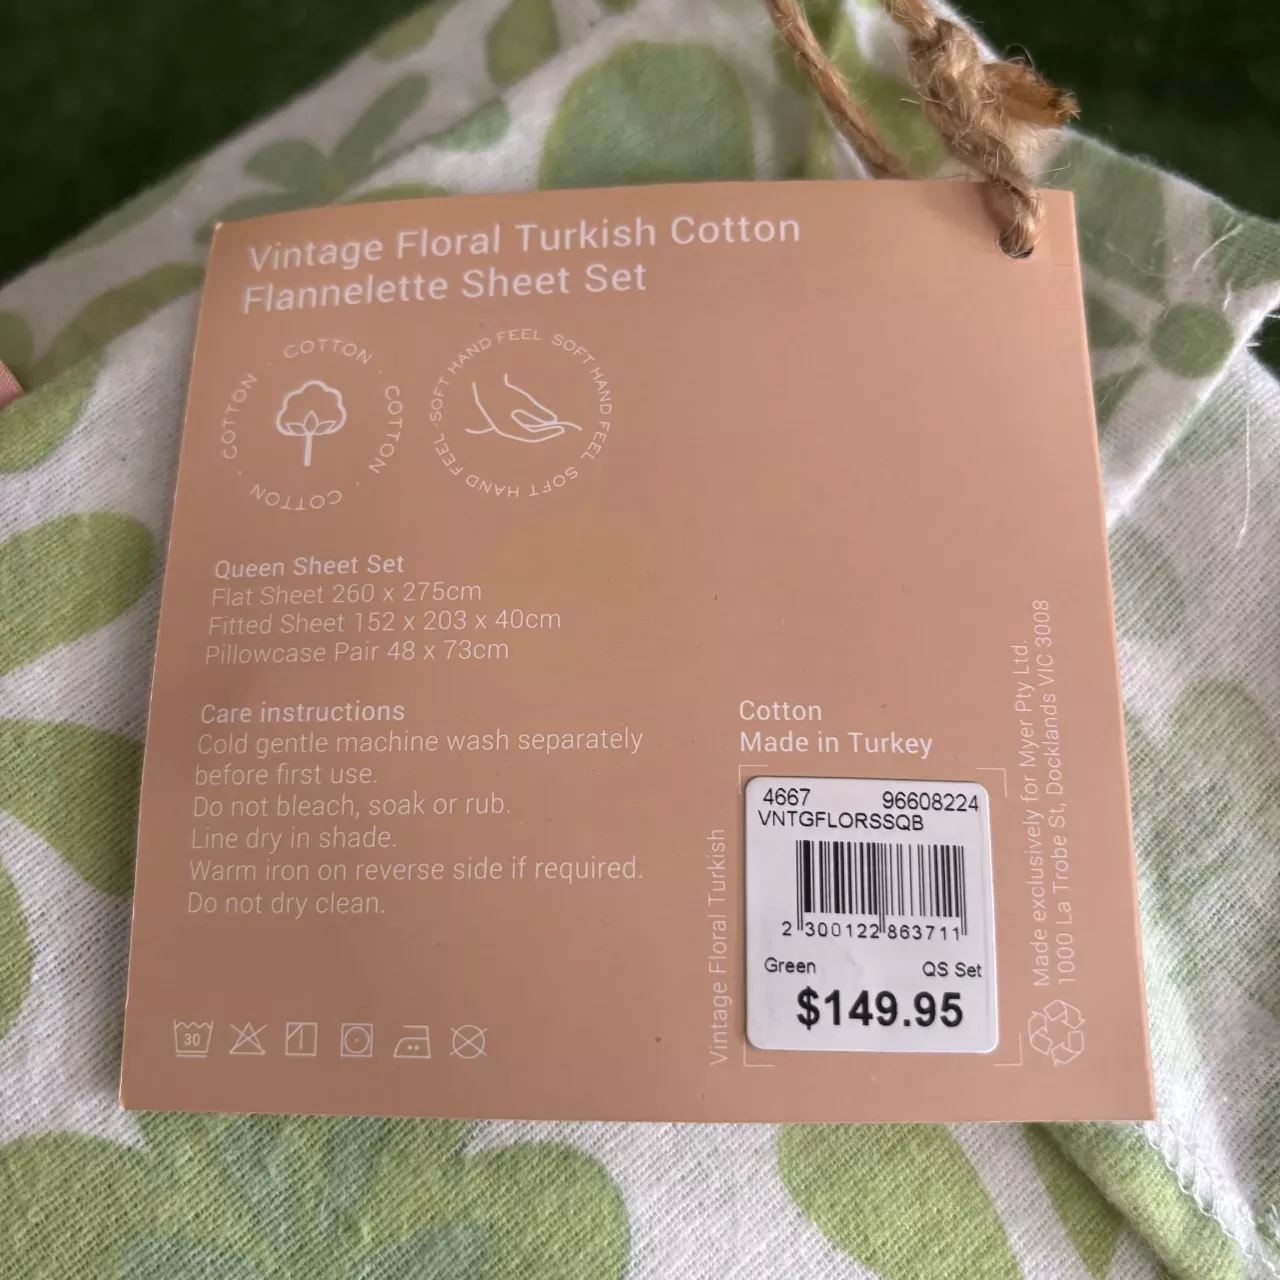 Vintage Floral Turkish Cotton
Flannelette Sheet Set
COTTON · COTTON · COTTON · COTTON ·
SOFT HAND FEEL SOFT HAND FEEL SOFT HAND FEEL ·
Queen Sheet Set
Flat Sheet 260 x 275cm
Fitted Sheet 152 x 203 x 40cm
Pillowcase Pair 48 x 73cm
Care instructions
Cold gentle machine wash separately
before first use.
Do not bleach, soak or rub.
Line dry in shade.
Warm iron on reverse side if required.
Do not dry clean.
30
Cotton
Made in Turkey
Vintage Floral Turkish
4667 96608224
VNTGFLORSSQB
2 300122 863711
Green QS Set
$149.95
Made exclusively for Myer Pty Ltd.
1000 La Trobe St, Docklands VIC 3008